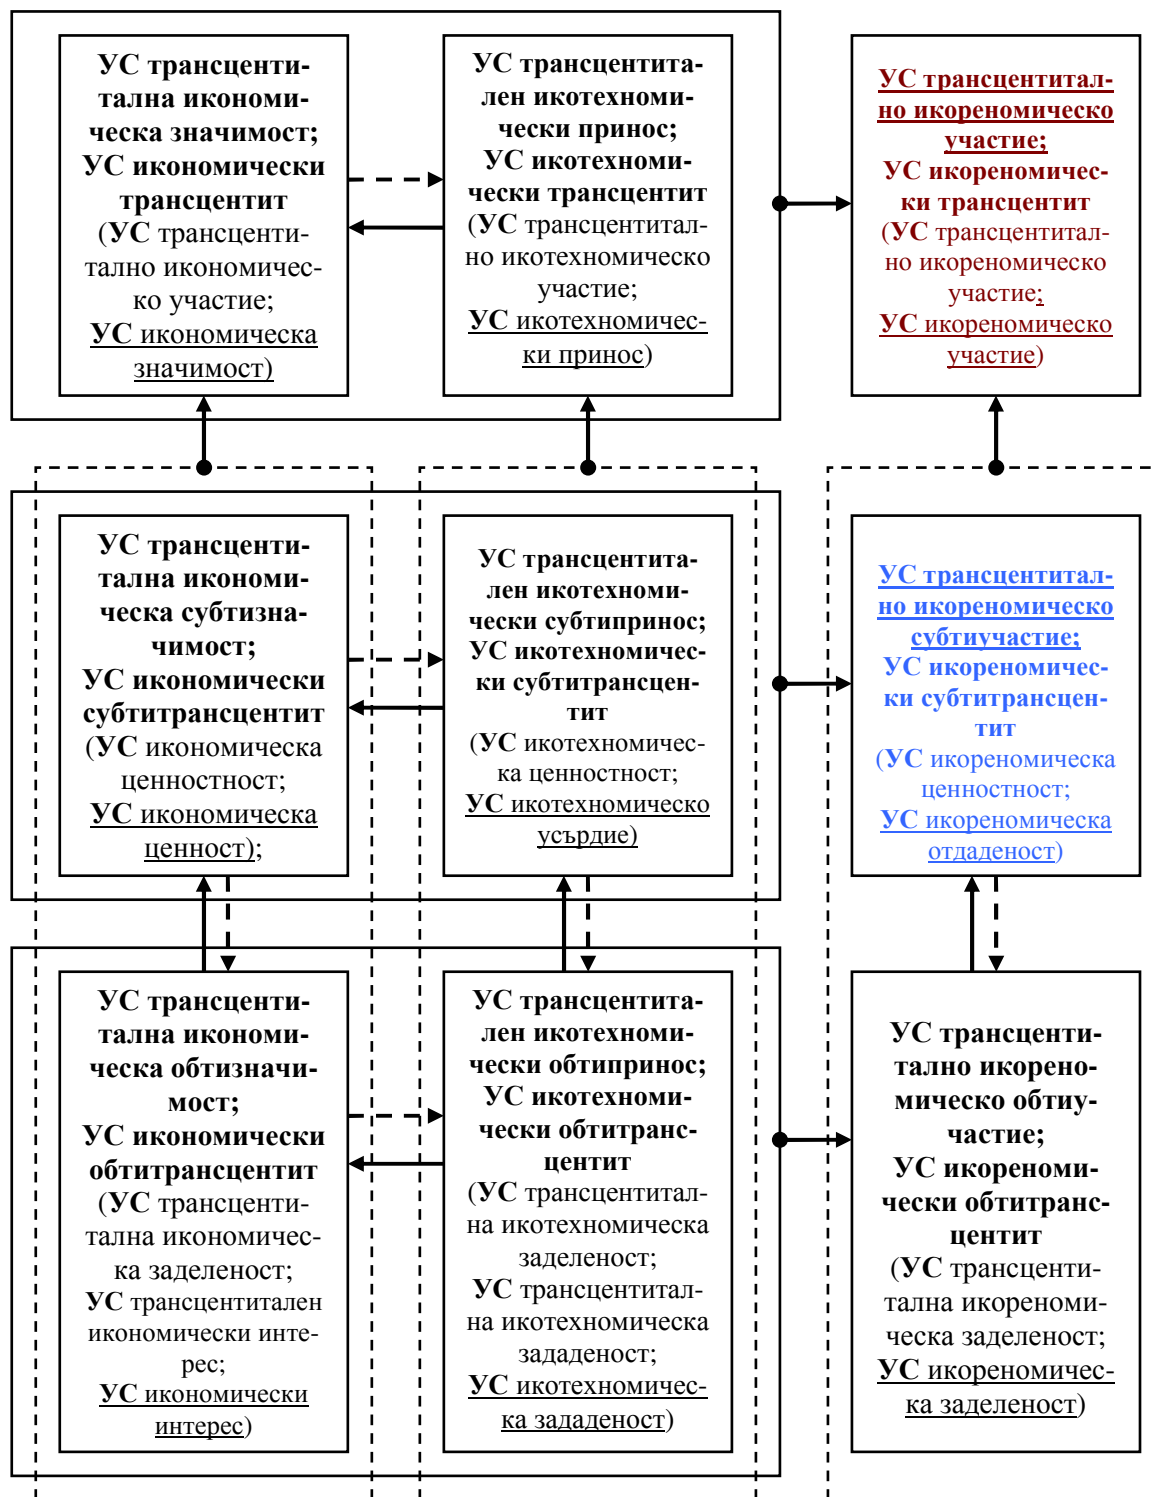 УС трансценти-
тална икономи-
ческа значимост;
УС икономически
трансцентит
(УС трансценти-
тално икономичес-
ко участие;
УС икономическа
значимост)
УС трансцентита-
лен икотехноми-
чески принос;
УС икотехноми-
чески трансцентит
(УС трансцентитал-
но икотехномическо
участие;
УС икотехномичес-
ки принос)
УС трансцентитал-
но икореномическо
участие;
УС икореномичес-
ки трансцентит
(УС трансцентитал-
но икореномическо
участие;
УС икореномическо
участие)
УС трансценти-
тална икономи-
ческа субтизна-
чимост;
УС икономически
субтитрансцентит
(УС икономическа
ценностност;
УС икономическа
ценност);
УС трансцентита-
лен икотехноми-
чески субтипринос;
УС икотехномичес-
ки субтитрансцен-
тит
(УС икотехномичес-
ка ценностност;
УС икотехномическо
усърдие)
УС трансцентитал-
но икореномическо
субтиучастие;
УС икореномичес-
ки субтитрансцен-
тит
(УС икореномическа
ценностност;
УС икореномическа
отдаденост)
УС трансценти-
тална икономи-
ческа обтизначи-
мост;
УС икономически
обтитрансцентит
(УС трансценти-
тална икономичес-
ка заделеност;
УС трансцентитален
икономически инте-
рес;
УС икономически
интерес)
УС трансцентита-
лен икотехноми-
чески обтипринос;
УС икотехноми-
чески обтитранс-
центит
(УС трансцентитал-
на икотехномическа
заделеност;
УС трансцентитал-
на икотехномическа
зададеност;
УС икотехномичес-
ка зададеност)
УС трансценти-
тално икорено-
мическо обтиу-
частие;
УС икореноми-
чески обтитранс-
центит
(УС трансценти-
тална икореноми-
ческа заделеност;
УС икореномичес-
ка заделеност)